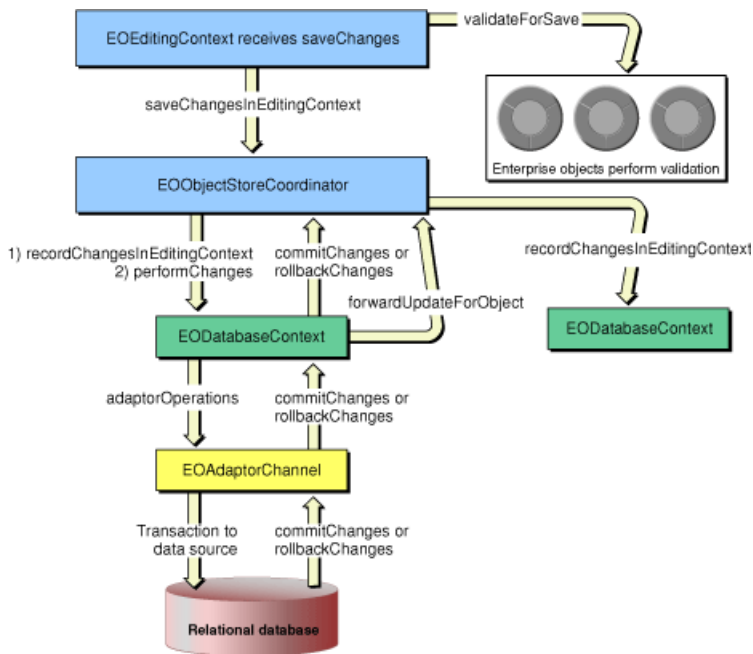 EOEditingContext receives saveChanges
validateForSave
saveChangesInEditingContext
Enterprise objects perform validation
EOObjectStoreCoordinator
1) recordChangesInEditingContext
2) performChanges
commitChanges or
rollbackChanges
recordChangesInEditingContext
forwardUpdateForObject
EODatabaseContext
EODatabaseContext
adaptorOperations
commitChanges or
rollbackChanges
EOAdaptorChannel
Transaction to
data source
commitChanges or
rollbackChanges
Relational database